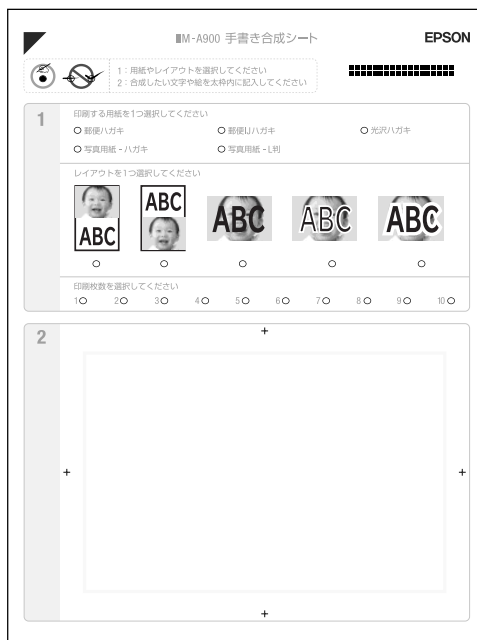 ■M-A900 手書き合成シート
EPSON
1：用紙やレイアウトを選択してください
2：合成したい文字や絵を太枠内に記入してください
1
印刷する用紙を1つ選択してください
郵便ハガキ
郵便IJハガキ
光沢ハガキ
写真用紙 - ハガキ
写真用紙 - L判
レイアウトを1つ選択してください
ABC
ABC
ABC
ABC
ABC
印刷枚数を選択してください
1 2 3 4 5 6 7 8 9 10
2